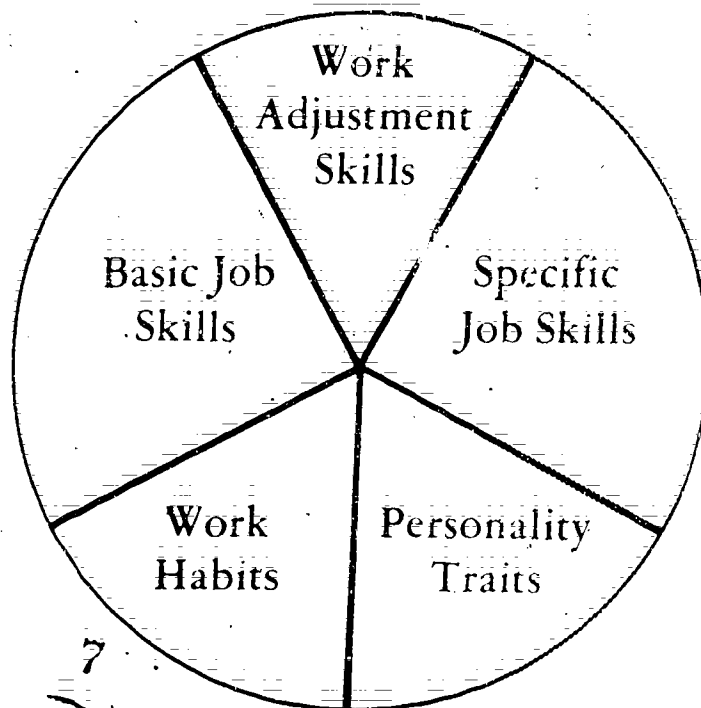 Work
Adjustment
Skills
Basic Job
Skills
Specific
Job Skills
Work
Habits
Personality
Traits
7